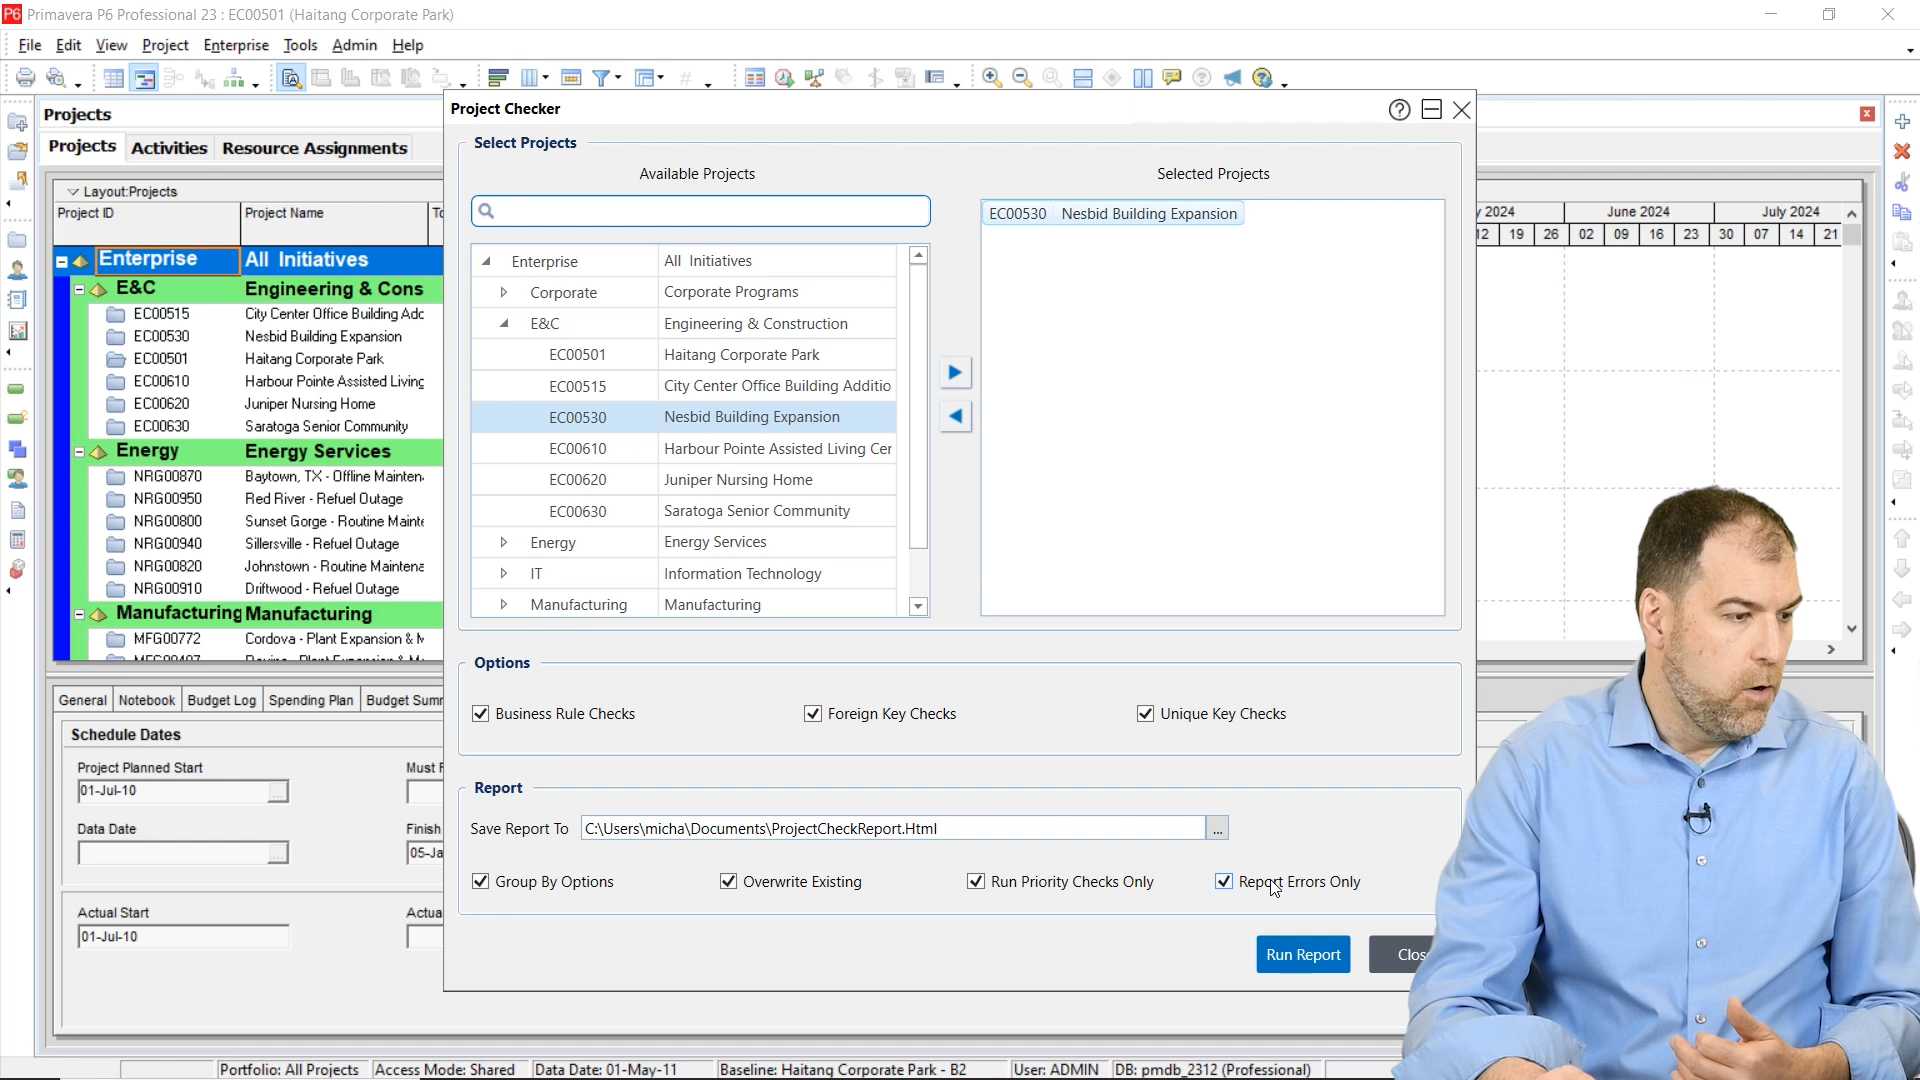 P6 Primavera P6 Professional 23 : EC00501 (Haitang Corporate Park)
File Edit View Project Enterprise Tools Admin Help
Projects
Projects Activities Resource Assignments
Layout:Projects
Project ID Project Name
Enterprise All Initiatives
E&C Engineering & Cons
EC00515 City Center Office Building Adc
EC00530 Nesbid Building Expansion
EC00501 Haitang Corporate Park
EC00610 Harbour Pointe Assisted Living
EC00620 Juniper Nursing Home
EC00630 Saratoga Senior Community
Energy Energy Services
NRG00870 Baytown, TX - Offline Mainten
NRG00950 Red River - Refuel Outage
NRG00800 Sunset Gorge - Routine Mainte
NRG00940 Sillersville - Refuel Outage
NRG00820 Johnstown - Routine Maintena
NRG00910 Driftwood - Refuel Outage
Manufacturing Manufacturing
MFG00772 Cordova - Plant Expansion & M
General Notebook Budget Log Spending Plan Budget Summ
Schedule Dates
Project Planned Start Must F
01-Jul-10 ...
Data Date Finish
... 05-Ja
Actual Start Actua
01-Jul-10
Project Checker
Select Projects
Available Projects
Enterprise All Initiatives
Corporate Corporate Programs
E&C Engineering & Construction
EC00501 Haitang Corporate Park
EC00515 City Center Office Building Additio
EC00530 Nesbid Building Expansion
EC00610 Harbour Pointe Assisted Living Cer
EC00620 Juniper Nursing Home
EC00630 Saratoga Senior Community
Energy Energy Services
IT Information Technology
Manufacturing Manufacturing
Selected Projects
EC00530 Nesbid Building Expansion
Options
Business Rule Checks Foreign Key Checks Unique Key Checks
Report
Save Report To C:\Users\micha\Documents\ProjectCheckReport.Html ...
Group By Options Overwrite Existing Run Priority Checks Only Report Errors Only
Run Report Clos
y 2024 June 2024 July 2024
12 19 26 02 09 16 23 30 07 14 21
Portfolio: All Projects Access Mode: Shared Data Date: 01-May-11 Baseline: Haitang Corporate Park - B2 User: ADMIN DB: pmdb_2312 (Professional)